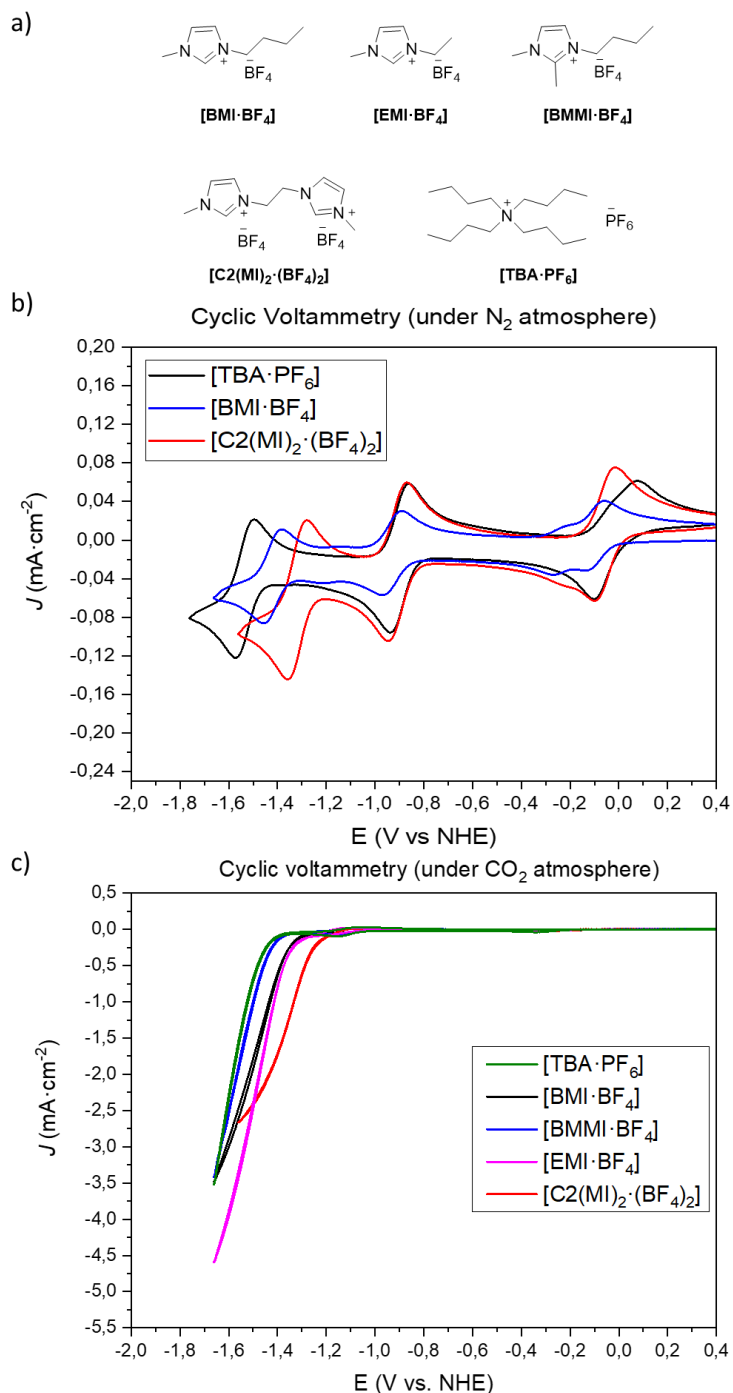 a)
N
N
+
−
BF4
[BMI·BF4]
N
N
+
−
BF4
[EMI·BF4]
N
N
+
−
BF4
[BMMI·BF4]
N
N
+
−
BF4
N
N
+
−
BF4
[C2(MI)2·(BF4)2]
N
+
−
PF6
[TBA·PF6]
b)
Cyclic Voltammetry (under N2 atmosphere)
[TBA·PF6]
[BMI·BF4]
[C2(MI)2·(BF4)2]
0,20
0,16
0,12
0,08
0,04
0,00
-0,04
-0,08
-0,12
-0,16
-0,20
-0,24
J (mA·cm-2)
-2,0 -1,8 -1,6 -1,4 -1,2 -1,0 -0,8 -0,6 -0,4 -0,2 0,0 0,2 0,4
E (V vs NHE)
c)
Cyclic voltammetry (under CO2 atmosphere)
0,5
0,0
-0,5
-1,0
-1,5
-2,0
-2,5
-3,0
-3,5
-4,0
-4,5
-5,0
-5,5
J (mA·cm-2)
[TBA·PF6]
[BMI·BF4]
[BMMI·BF4]
[EMI·BF4]
[C2(MI)2·(BF4)2]
-2,0 -1,8 -1,6 -1,4 -1,2 -1,0 -0,8 -0,6 -0,4 -0,2 0,0 0,2 0,4
E (V vs. NHE)